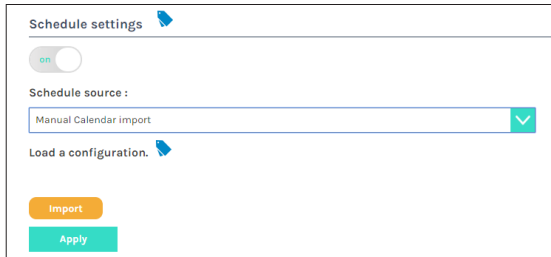 Schedule settings
on
Schedule source :
Manual Calendar import
Load a configuration.
Import
Apply